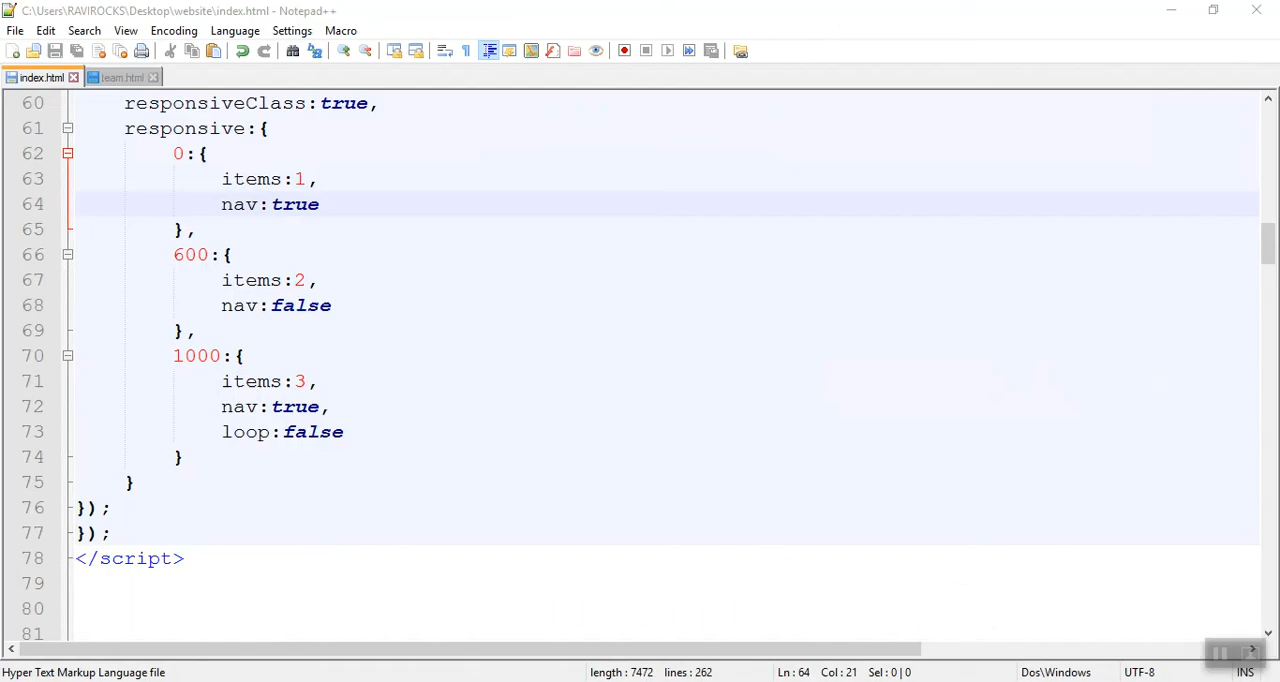 C:\Users\RAVIROCKS\Desktop\website\index.html - Notepad++
File Edit Search View Encoding Language Settings Macro
index.html team.html
60 responsiveClass:true,
61 responsive:{
62 0:{
63 items:1,
64 nav:true
65 },
66 600:{
67 items:2,
68 nav:false
69 },
70 1000:{
71 items:3,
72 nav:true,
73 loop:false
74 }
75 }
76 });
77 });
78 </script>
79
80
81
Hyper Text Markup Language file length : 7472 lines : 262 Ln : 64 Col : 21 Sel : 0 | 0 Dos\Windows UTF-8 INS